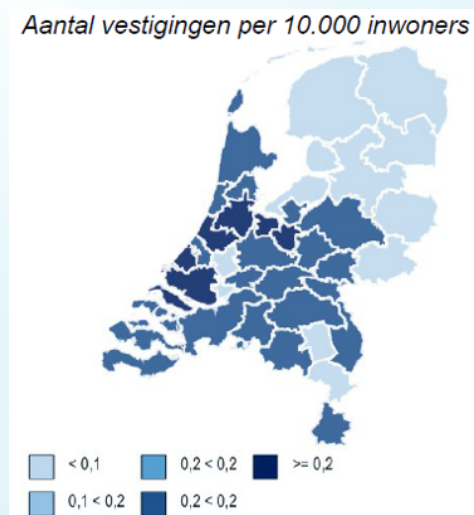 Aantal vestigingen per 10.000 inwoners
< 0,1 0,2 < 0,2 >= 0,2
0,1 < 0,2 0,2 < 0,2